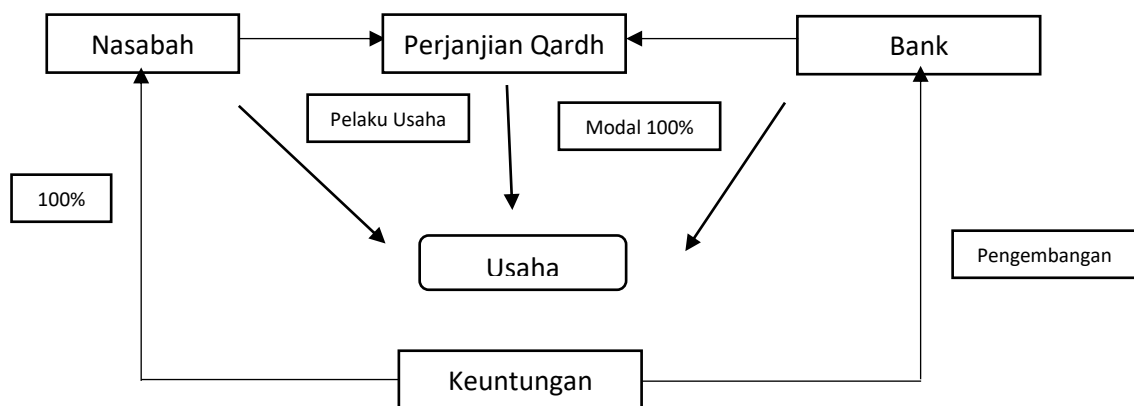 Nasabah
Perjanjian Qardh
Bank
Pelaku Usaha
Modal 100%
100%
Usaha
Pengembangan
Keuntungan